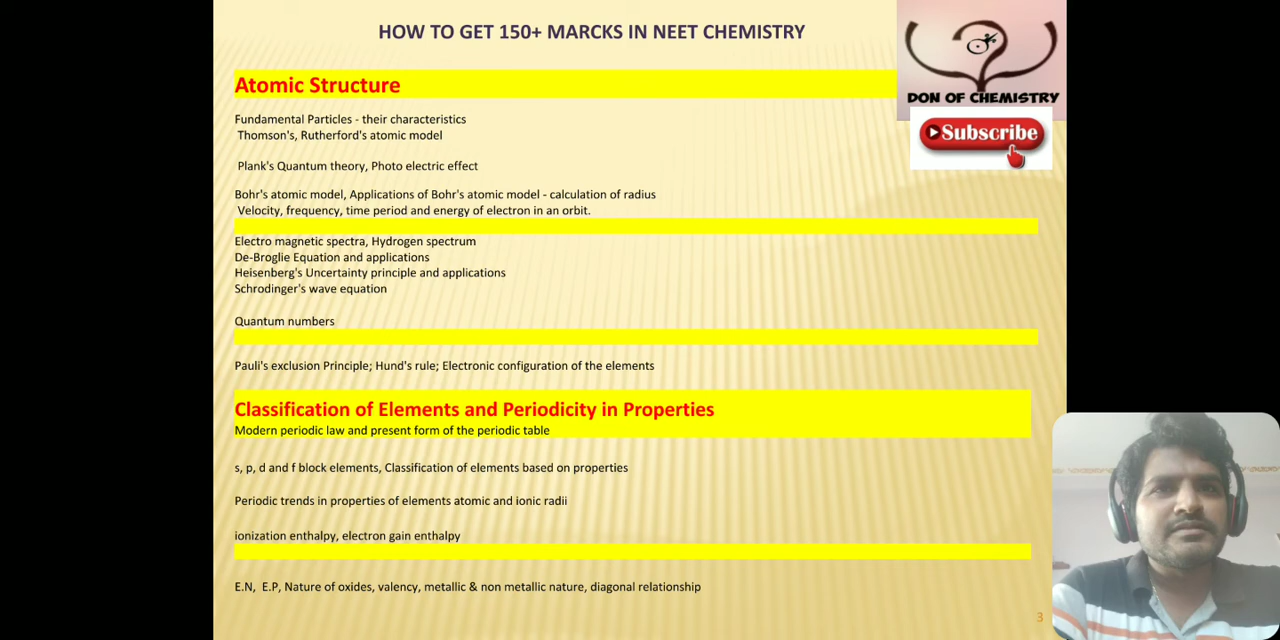 HOW TO GET 150+ MARCKS IN NEET CHEMISTRY
DON OF CHEMISTRY
Subscribe
Atomic Structure
Fundamental Particles - their characteristics
Thomson's, Rutherford's atomic model
Plank's Quantum theory, Photo electric effect
Bohr's atomic model, Applications of Bohr's atomic model - calculation of radius
Velocity, frequency, time period and energy of electron in an orbit.
Electro magnetic spectra, Hydrogen spectrum
De-Broglie Equation and applications
Heisenberg's Uncertainty principle and applications
Schrodinger's wave equation
Quantum numbers
Pauli's exclusion Principle; Hund's rule; Electronic configuration of the elements
Classification of Elements and Periodicity in Properties
Modern periodic law and present form of the periodic table
s, p, d and f block elements, Classification of elements based on properties
Periodic trends in properties of elements atomic and ionic radii
ionization enthalpy, electron gain enthalpy
E.N, E.P, Nature of oxides, valency, metallic & non metallic nature, diagonal relationship
3